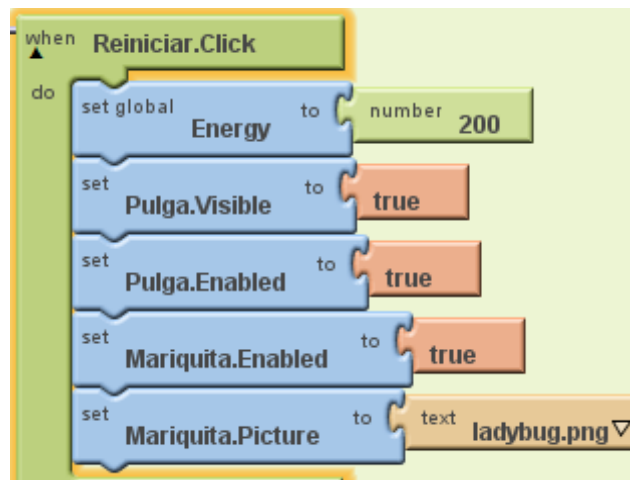 when Reiniciar.Click
do
set global Energy to number 200
set Pulga.Visible to true
set Pulga.Enabled to true
set Mariquita.Enabled to true
set Mariquita.Picture to text ladybug.png